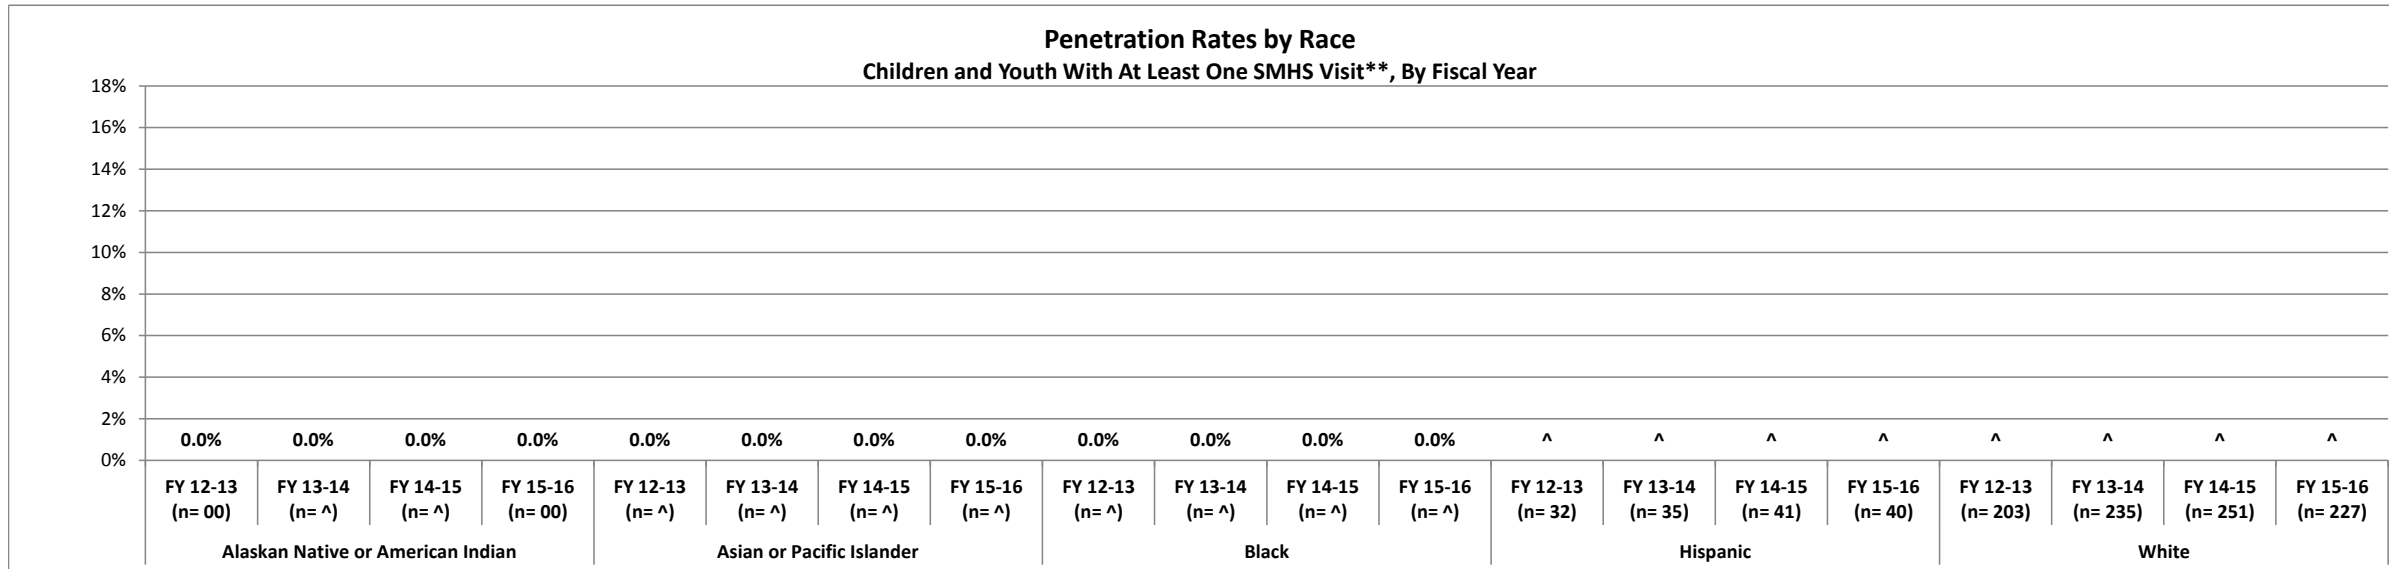 Penetration Rates by Race
Children and Youth With At Least One SMHS Visit**, By Fiscal Year
18%
16%
14%
12%
10%
8%
6%
4%
2%
0%
0.0% 0.0% 0.0% 0.0% 0.0% 0.0% 0.0% 0.0% 0.0% 0.0% 0.0% 0.0% ^ ^ ^ ^ ^ ^ ^ ^
FY 12-13 FY 13-14 FY 14-15 FY 15-16 FY 12-13 FY 13-14 FY 14-15 FY 15-16 FY 12-13 FY 13-14 FY 14-15 FY 15-16 FY 12-13 FY 13-14 FY 14-15 FY 15-16 FY 12-13 FY 13-14 FY 14-15 FY 15-16
(n= 00) (n= ^) (n= ^) (n= 00) (n= ^) (n= ^) (n= ^) (n= ^) (n= ^) (n= ^) (n= ^) (n= ^) (n= 32) (n= 35) (n= 41) (n= 40) (n= 203) (n= 235) (n= 251) (n= 227)
Alaskan Native or American Indian Asian or Pacific Islander Black Hispanic White